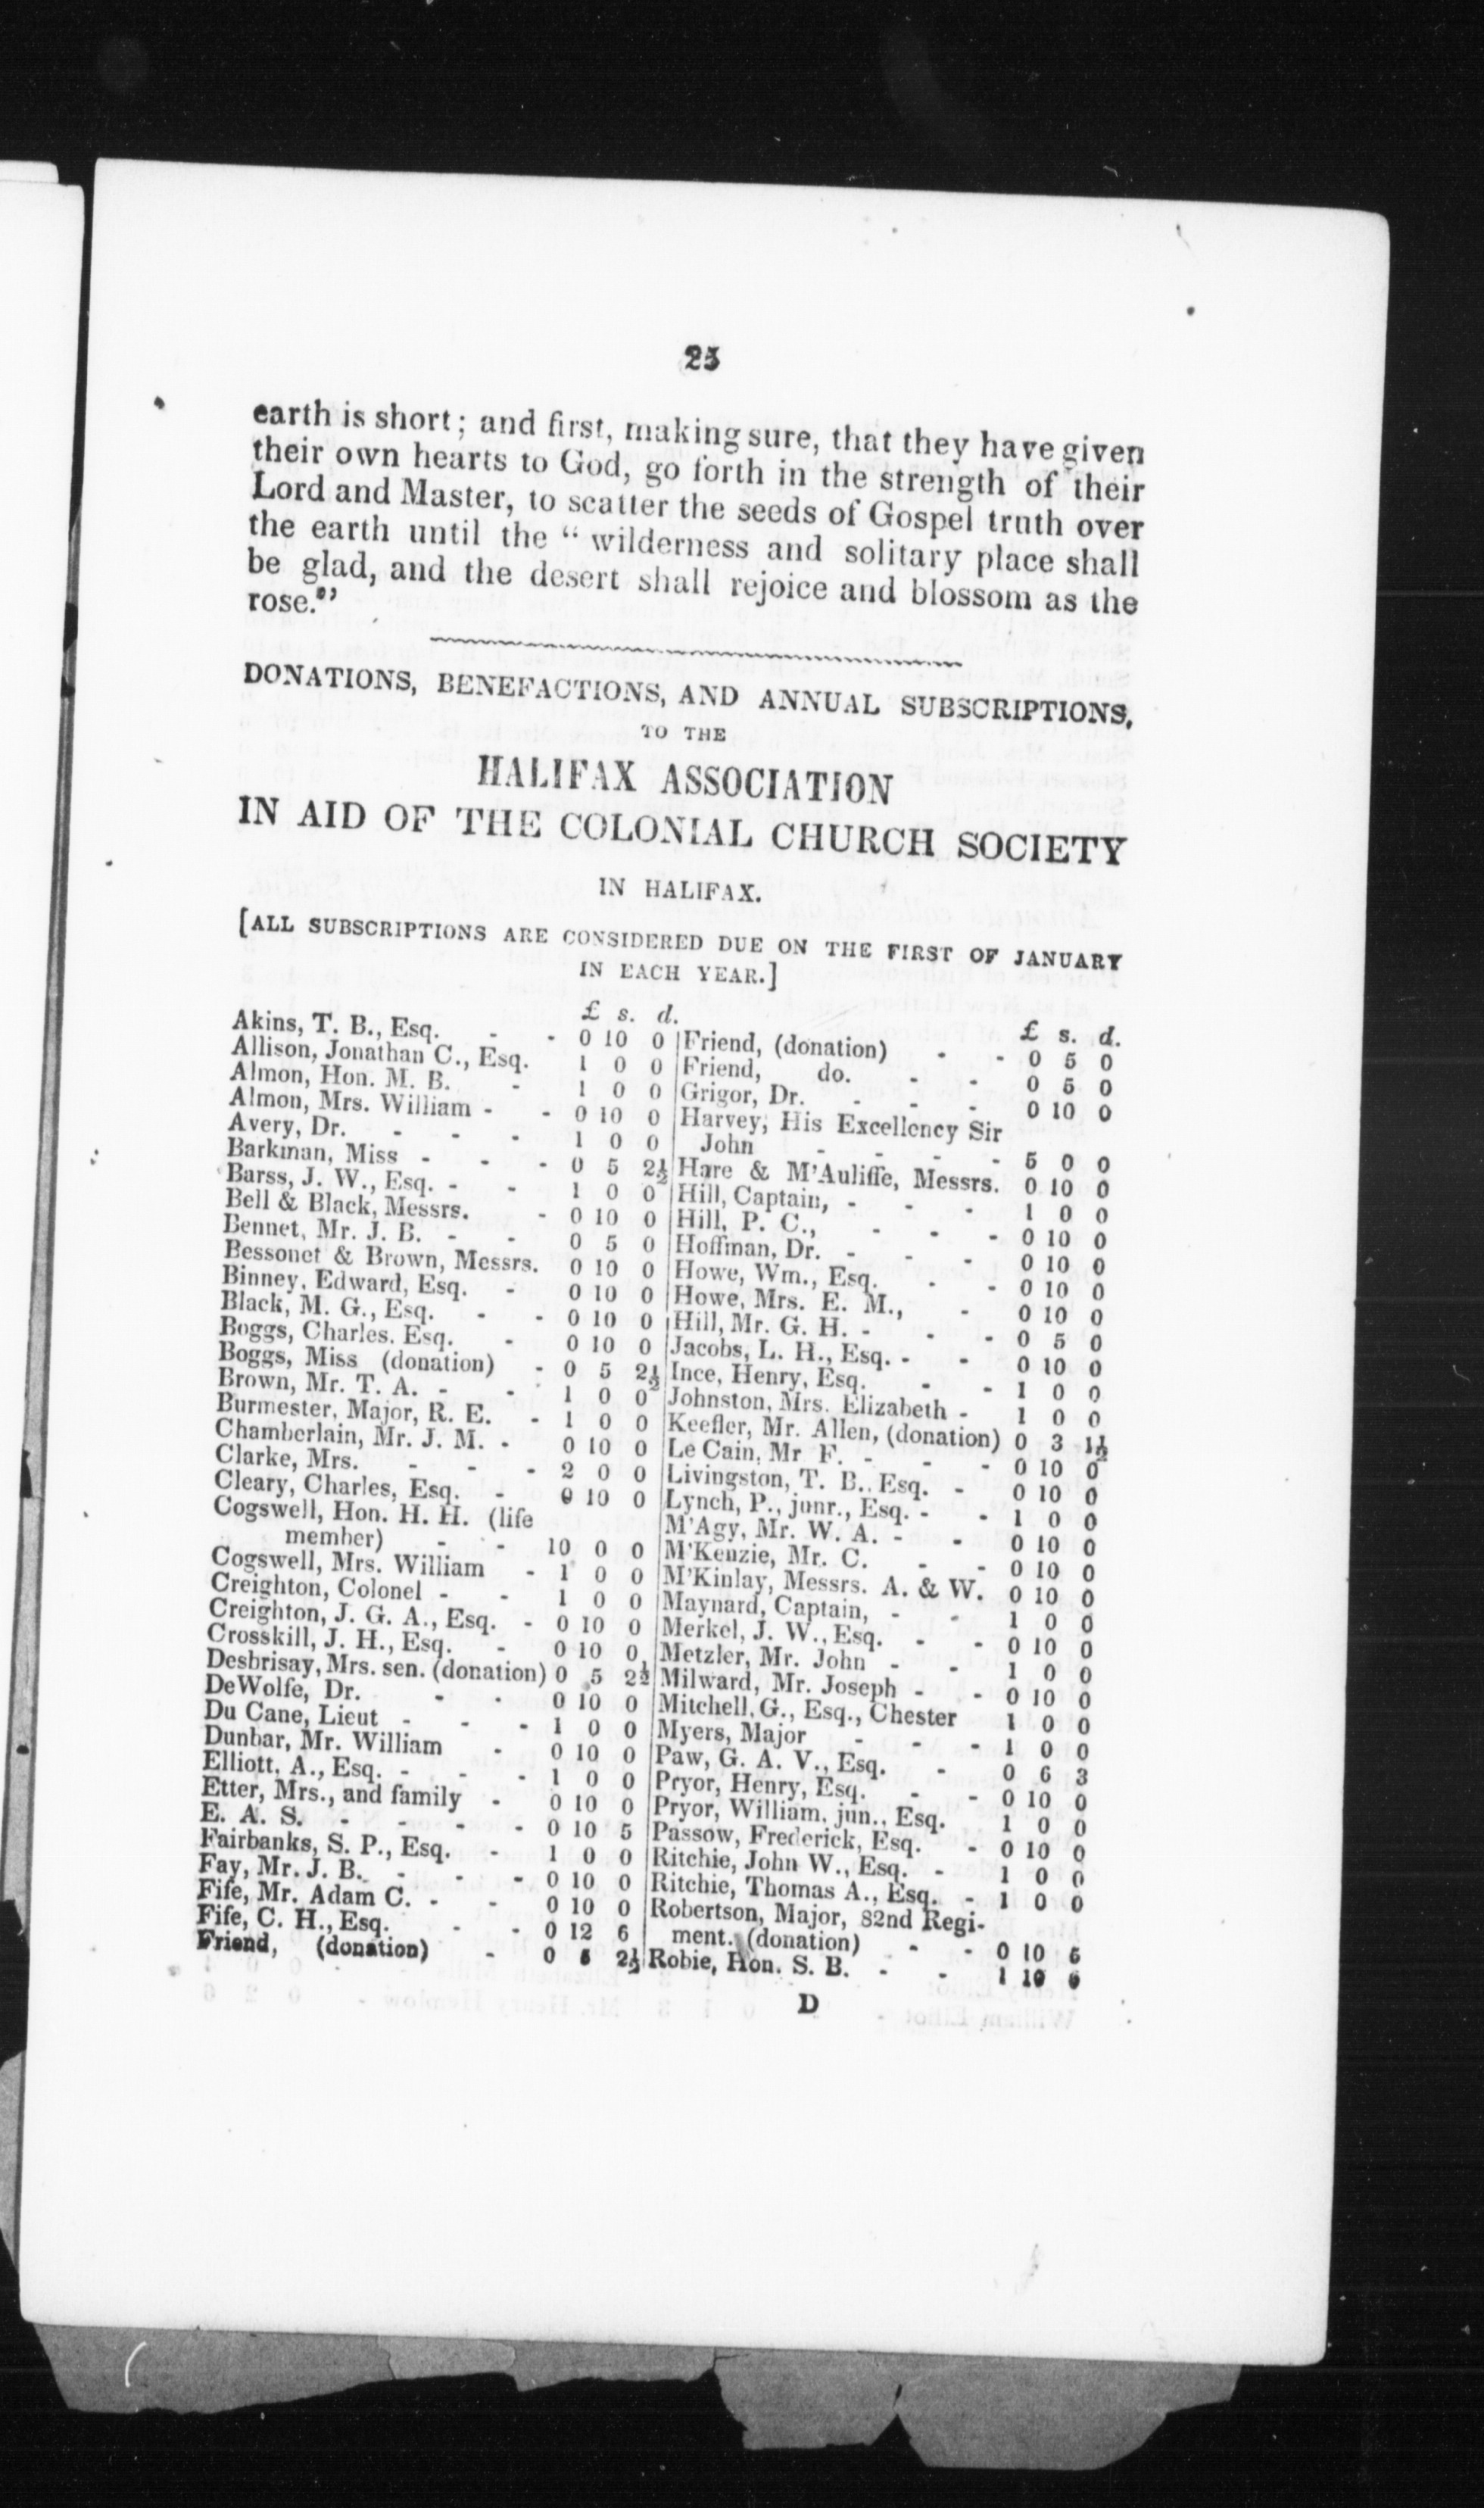 25
earth is short; and first, making sure, that they have given
their own hearts to God, go forth in the strength of their
Lord and Master, to scatter the seeds of Gospel truth over
the earth until the “ wilderness and solitary place shall
be glad, and the desert shall rejoice and blossom as the
rose.”’
DONATIONS, BENEFACTIONS, AND ANNUAL SUBSCRIPTIONS,
TO THE
HALIFAX ASSOCIATION
IN AID OF THE COLONIAL CHURCH SOCIETY
IN HALIFAX.
[ALL SUBSCRIPTIONS ARE CONSIDERED DUE ON THE FIRST OF JANUARY
IN EACH YEAR.]
£ s. d.
Akins, T. B., Esq. - - 0 10 0
Allison, Jonathan C., Esq. 1 0 0
Almon, Hon. M. B. - 1 0 0
Almon, Mrs. William - - 0 10 0
Avery, Dr. - - - 1 0 0
Barkman, Miss - - - 0 5 2½
Barss, J. W., Esq. - - 1 0 0
Bell & Black, Messrs. - 0 10 0
Bennet, Mr. J. B. - - 0 5 0
Bessonet & Brown, Messrs. 0 10 0
Binney, Edward, Esq. - 0 10 0
Black, M. G., Esq. - - 0 10 0
Boggs, Charles, Esq. - 0 10 0
Boggs, Miss (donation) - 0 5 2½
Brown, Mr. T. A. - - 1 0 0
Burmester, Major, R. E. - 1 0 0
Chamberlain, Mr. J. M. - 0 10 0
Clarke, Mrs. - - - 2 0 0
Cleary, Charles, Esq. - 0 10 0
Cogswell, Hon. H. H. (life
member) - - 10 0 0
Cogswell, Mrs. William - 1 0 0
Creighton, Colonel - - 1 0 0
Creighton, J. G. A., Esq. - 0 10 0
Crosskill, J. H., Esq. - 0 10 0
Desbrisay, Mrs. sen. (donation) 0 5 2½
DeWolfe, Dr. - - 0 10 0
Du Cane, Lieut - - - 1 0 0
Dunbar, Mr. William - 0 10 0
Elliott, A., Esq. - - - 1 0 0
Etter, Mrs., and family - 0 10 0
E. A. S. - - - - 0 10 5
Fairbanks, S. P., Esq. - 1 0 0
Fay, Mr. J. B. - - - 0 10 0
Fife, Mr. Adam C. - - 0 10 0
Fife, C. H., Esq. - - 0 12 6
Friend, (donation) - 0 5 2½
£ s. d.
Friend, (donation) - - 0 5 0
Friend, do. - - 0 5 0
Grigor, Dr. - - - 0 10 0
Harvey, His Excellency Sir
John - - - - 5 0 0
Hare & M'Auliffe, Messrs. 0 10 0
Hill, Captain, - - - 1 0 0
Hill, P. C., - - - 0 10 0
Hoffman, Dr. - - - 0 10 0
Howe, Wm., Esq. - - 0 10 0
Howe, Mrs. E. M., - 0 10 0
Hill, Mr. G. H. - - - 0 5 0
Jacobs, L. H., Esq. - - 0 10 0
Ince, Henry, Esq. - - 1 0 0
Johnston, Mrs. Elizabeth - 1 0 0
Keefler, Mr. Allen, (donation) 0 3 1½
Le Cain, Mr F. - - - 0 10 0
Livingston, T. B., Esq. - 0 10 0
Lynch, P., junr., Esq. - - 1 0 0
M'Agy, Mr. W. A. - - 0 10 0
M'Kenzie, Mr. C. - - 0 10 0
M'Kinlay, Messrs. A. & W. 0 10 0
Maynard, Captain, - - 1 0 0
Merkel, J. W., Esq. - - 0 10 0
Metzler, Mr. John - - 1 0 0
Milward, Mr. Joseph - - 0 10 0
Mitchell, G., Esq., Chester 1 0 0
Myers, Major - - - 1 0 0
Paw, G. A. V., Esq. - 0 6 3
Pryor, Henry, Esq. - - 0 10 0
Pryor, William, jun., Esq. 1 0 0
Passow, Frederick, Esq. - 0 10 0
Ritchie, John W., Esq. - 1 0 0
Ritchie, Thomas A., Esq. - 1 0 0
Robertson, Major, 82nd Regi-
ment. (donation) - - 0 10 5
Robie, Hon. S. B. - - 1 10 0
D